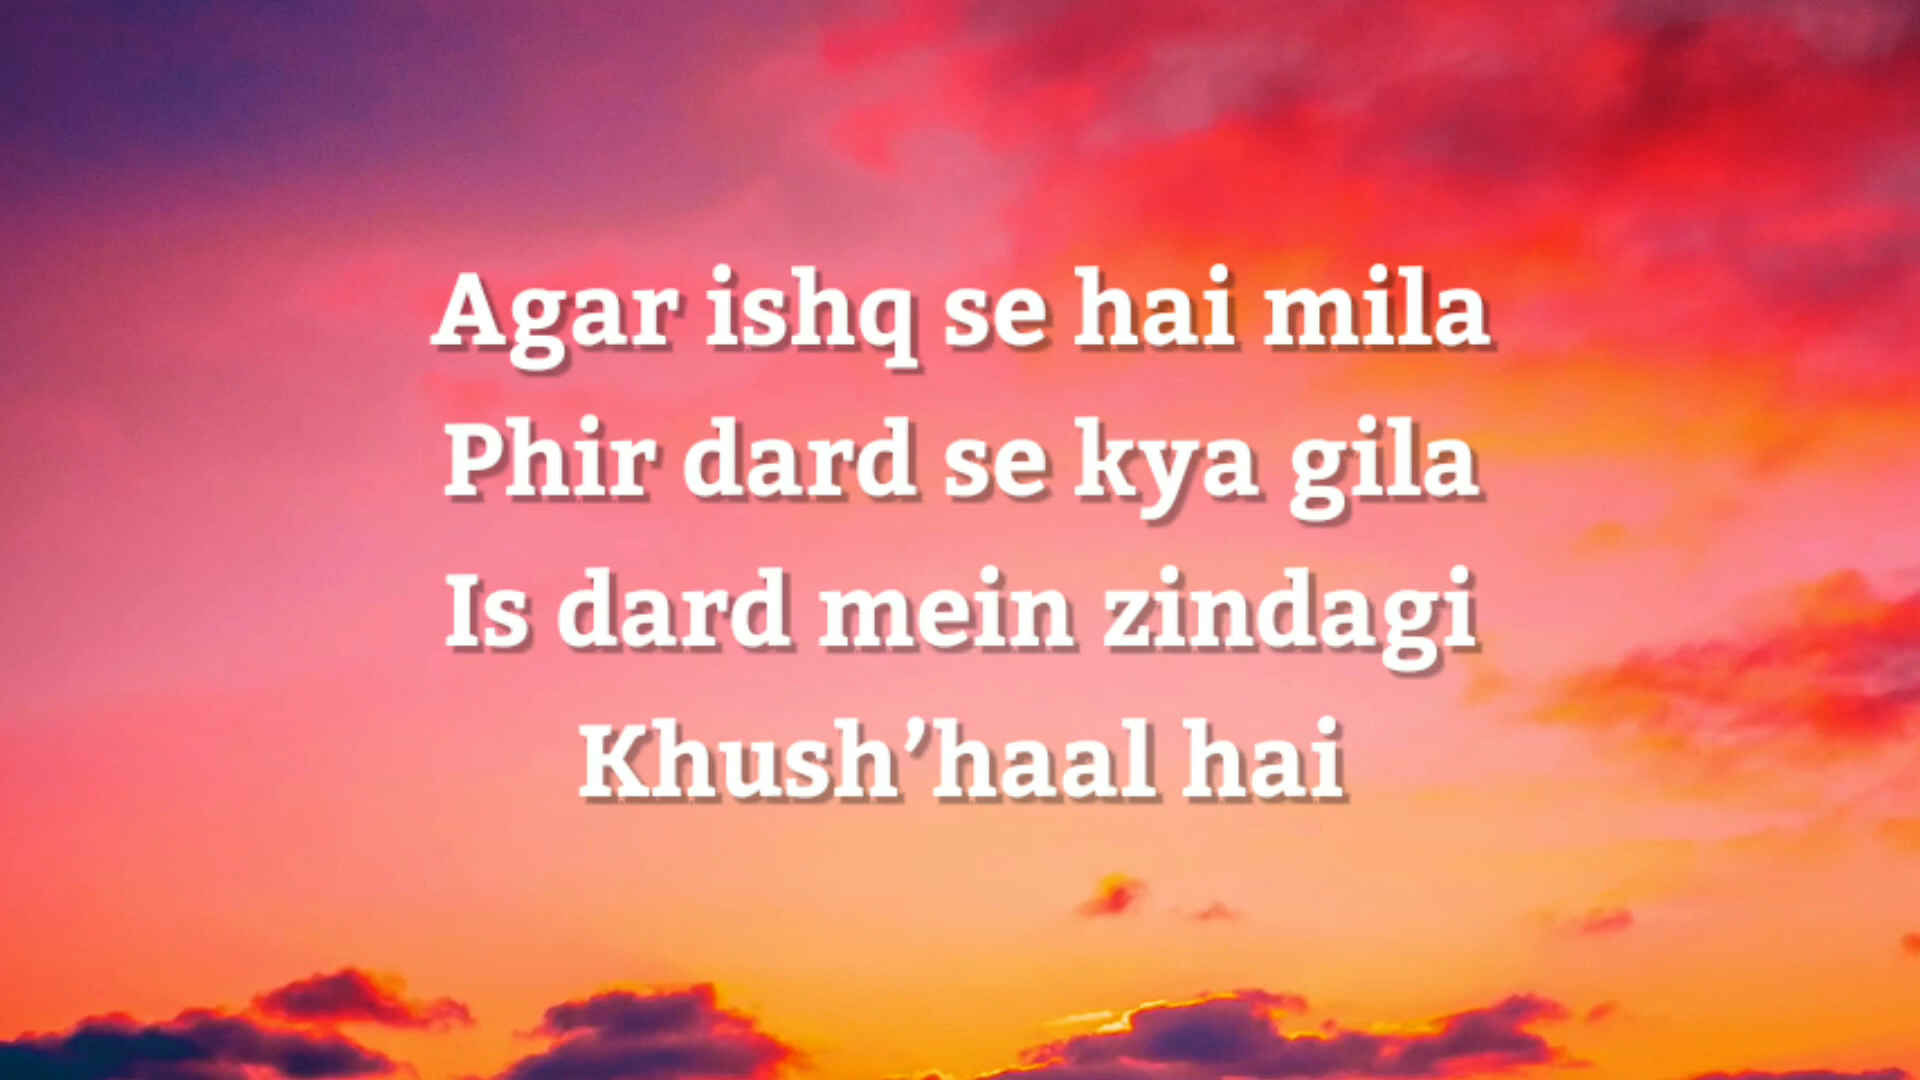 Agar ishq se hai mila
Phir dard se kya gila
Is dard mein zindagi
Khush’haal hai